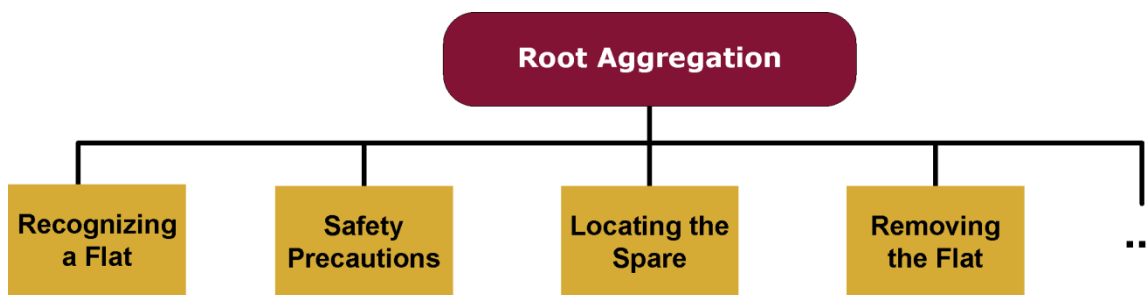 Root Aggregation
Recognizing
a Flat
Safety
Precautions
Locating the
Spare
Removing
the Flat
..